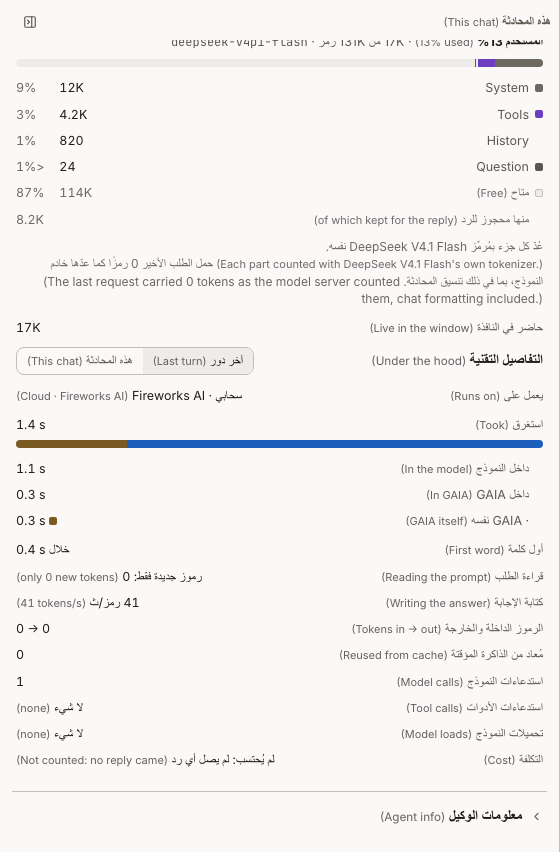 هذه المحادثة (This chat)
المستخدم 13% (13% used) · 17K من 131K رمز · deepseek-v4p1-flash
System 12K 9%
Tools 4.2K 3%
History 820 1%
Question 24 1%>
متاح (Free) 114K 87%
منها محجوز للرد (of which kept for the reply) 8.2K
عُدّ كل جزء بمُرمِّز DeepSeek V4.1 Flash نفسه.
(Each part counted with DeepSeek V4.1 Flash's own tokenizer.) حمل الطلب الأخير 0 رمزًا كما عدّها خادم
النموذج، بما في ذلك تنسيق المحادثة. (The last request carried 0 tokens as the model server counted
them, chat formatting included.)
حاضر في النافذة (Live in the window) 17K
التفاصيل التقنية (Under the hood) آخر دور (Last turn) هذه المحادثة (This chat)
يعمل على (Runs on) سحابي · Fireworks AI (Cloud · Fireworks AI)
استغرق (Took) 1.4 s
داخل النموذج (In the model) 1.1 s
داخل GAIA (In GAIA) 0.3 s
· GAIA نفسه (GAIA itself) 0.3 s
أول كلمة (First word) خلال 0.4 s
قراءة الطلب (Reading the prompt) رموز جديدة فقط: 0 (only 0 new tokens)
كتابة الإجابة (Writing the answer) 41 رمز/ث (41 tokens/s)
الرموز الداخلة والخارجة (Tokens in → out) 0 → 0
مُعاد من الذاكرة المؤقتة (Reused from cache) 0
استدعاءات النموذج (Model calls) 1
استدعاءات الأدوات (Tool calls) لا شيء (none)
تحميلات النموذج (Model loads) لا شيء (none)
التكلفة (Cost) لم يُحتسب: لم يصل أي رد (Not counted: no reply came)
معلومات الوكيل (Agent info)